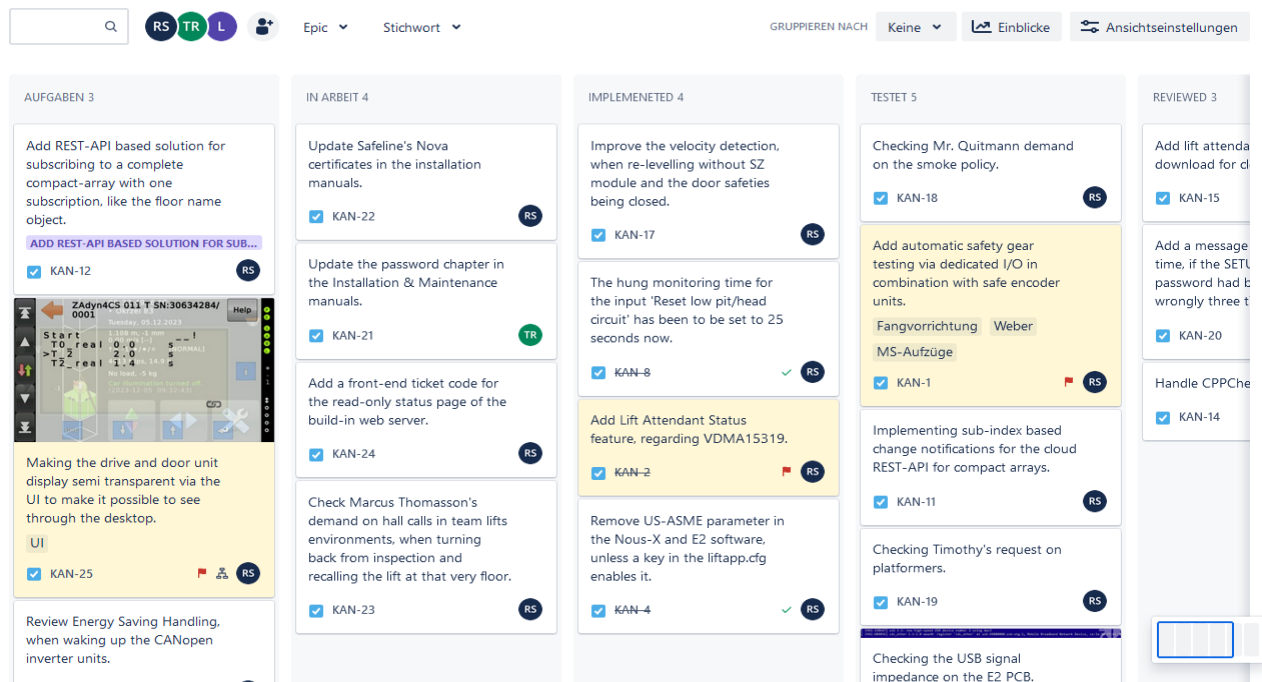 RS TR L
Epic
Stichwort
GRUPPIEREN NACH
Keine
Einblicke
Ansichtseinstellungen
AUFGABEN 3
Add REST-API based solution for
subscribing to a complete
compact-array with one
subscription, like the floor name
object.
ADD REST-API BASED SOLUTION FOR SUB...
KAN-12
RS
ZAdyn4CS 011 T SN:30634284/
0001
Help
Tuesday, 05.12.2023
Start
T0_real 0.0 s
>T_2 2.0 s
T2_real 1.4 s
Making the drive and door unit
display semi transparent via the
UI to make it possible to see
through the desktop.
UI
KAN-25
RS
Review Energy Saving Handling,
when waking up the CANopen
inverter units.
IN ARBEIT 4
Update Safeline's Nova
certificates in the installation
manuals.
KAN-22
RS
Update the password chapter in
the Installation & Maintenance
manuals.
KAN-21
TR
Add a front-end ticket code for
the read-only status page of the
build-in web server.
KAN-24
RS
Check Marcus Thomasson's
demand on hall calls in team lifts
environments, when turning
back from inspection and
recalling the lift at that very floor.
KAN-23
RS
IMPLEMENETED 4
Improve the velocity detection,
when re-levelling without SZ
module and the door safeties
being closed.
KAN-17
RS
The hung monitoring time for
the input 'Reset low pit/head
circuit' has been to be set to 25
seconds now.
KAN-8
RS
Add Lift Attendant Status
feature, regarding VDMA15319.
KAN-2
RS
Remove US-ASME parameter in
the Nous-X and E2 software,
unless a key in the liftapp.cfg
enables it.
KAN-4
RS
TESTET 5
Checking Mr. Quitmann demand
on the smoke policy.
KAN-18
RS
Add automatic safety gear
testing via dedicated I/O in
combination with safe encoder
units.
Fangvorrichtung
Weber
MS-Aufzüge
KAN-1
RS
Implementing sub-index based
change notifications for the cloud
REST-API for compact arrays.
KAN-11
RS
Checking Timothy's request on
platformers.
KAN-19
RS
Checking the USB signal
impedance on the E2 PCB.
REVIEWED 3
Add lift attenda
download for cl
KAN-15
Add a message
time, if the SETU
password had b
wrongly three t
KAN-20
Handle CPPChe
KAN-14